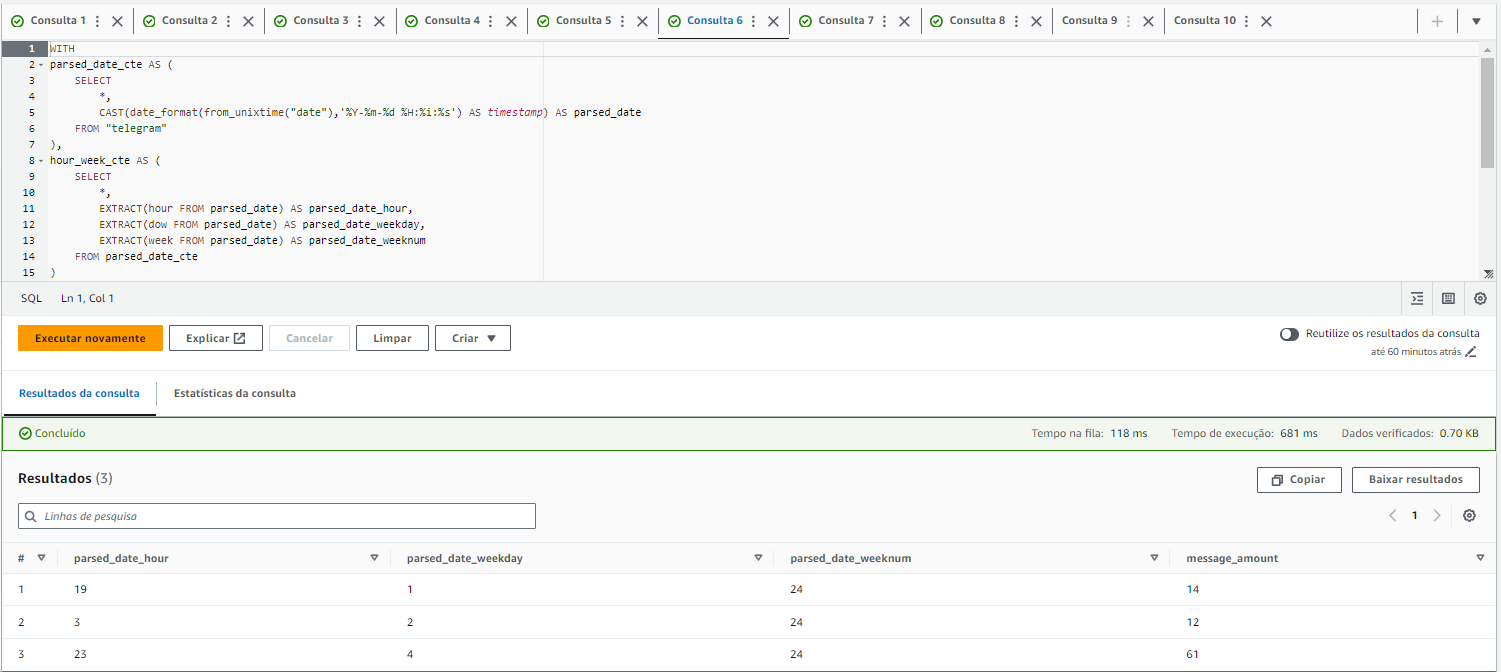 Consulta 1 Consulta 2 Consulta 3 Consulta 4 Consulta 5 Consulta 6 Consulta 7 Consulta 8 Consulta 9 Consulta 10
1 WITH
2 parsed_date_cte AS (
3 SELECT
4 *,
5 CAST(date_format(from_unixtime("date"),'%Y-%m-%d %H:%i:%s') AS timestamp) AS parsed_date
6 FROM "telegram"
7 ),
8 hour_week_cte AS (
9 SELECT
10 *,
11 EXTRACT(hour FROM parsed_date) AS parsed_date_hour,
12 EXTRACT(dow FROM parsed_date) AS parsed_date_weekday,
13 EXTRACT(week FROM parsed_date) AS parsed_date_weeknum
14 FROM parsed_date_cte
15 )
SQL Ln 1, Col 1
Executar novamente Explicar Cancelar Limpar Criar Reutilize os resultados da consulta
até 60 minutos atrás
Resultados da consulta Estatísticas da consulta
Concluído Tempo na fila: 118 ms Tempo de execução: 681 ms Dados verificados: 0.70 KB
Resultados (3) Copiar Baixar resultados
Linhas de pesquisa 1
# parsed_date_hour parsed_date_weekday parsed_date_weeknum message_amount
1 19 1 24 14
2 3 2 24 12
3 23 4 24 61